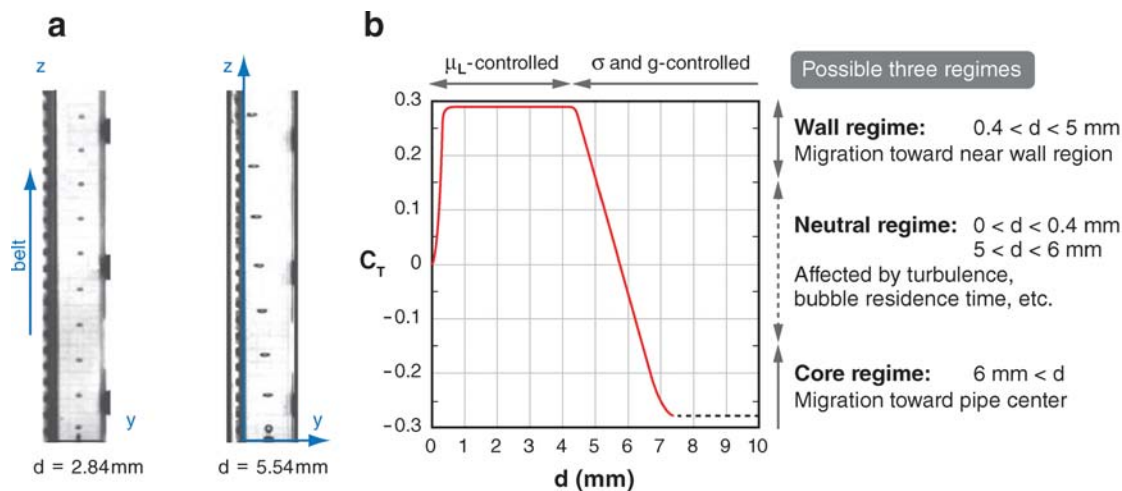 a
z
belt
y
d = 2.84mm
z
y
d = 5.54mm
b
μL-controlled
σ and g-controlled
0.3
0.2
0.1
0
−0.1
−0.2
−0.3
CT
0 1 2 3 4 5 6 7 8 9 10
d (mm)
Possible three regimes
Wall regime: 0.4 < d < 5 mm
Migration toward near wall region
Neutral regime: 0 < d < 0.4 mm
5 < d < 6 mm
Affected by turbulence,
bubble residence time, etc.
Core regime: 6 mm < d
Migration toward pipe center